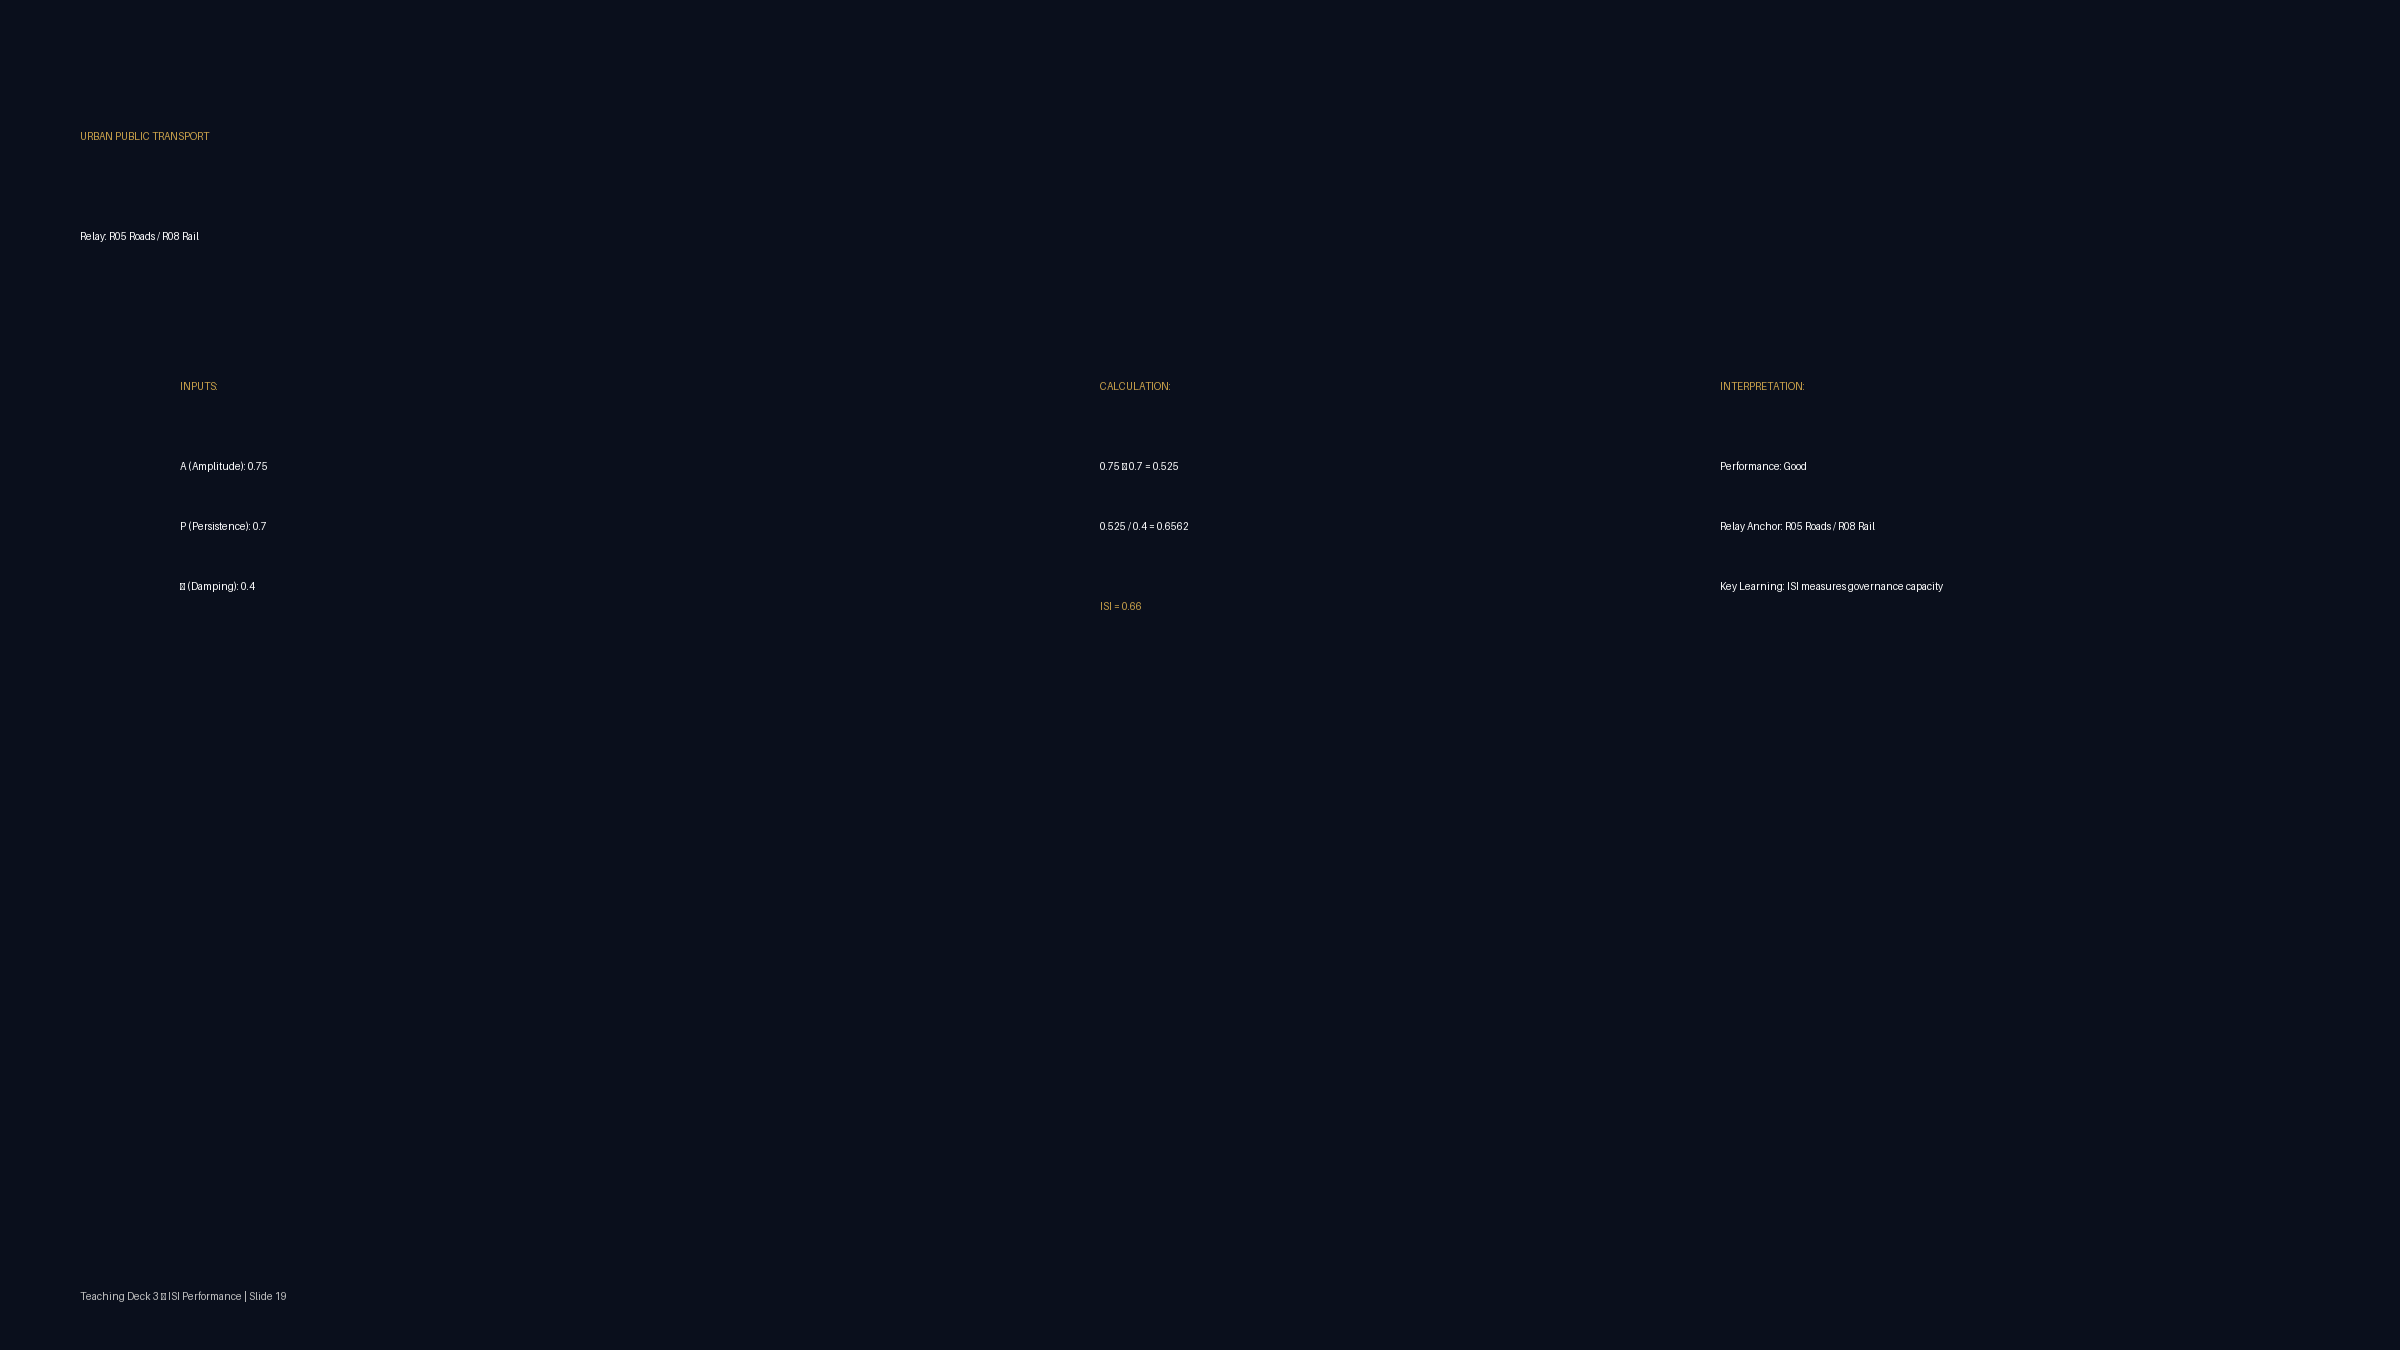 URBAN PUBLIC TRANSPORT
Relay: R05 Roads / R08 Rail
INPUTS:
A (Amplitude): 0.75
P (Persistence): 0.7
(Damping): 0.4
CALCULATION:
0.75 0.7 = 0.525
0.525 / 0.4 = 0.6562
ISI = 0.66
INTERPRETATION:
Performance: Good
Relay Anchor: R05 Roads / R08 Rail
Key Learning: ISI measures governance capacity
Teaching Deck 3 ISI Performance | Slide 19